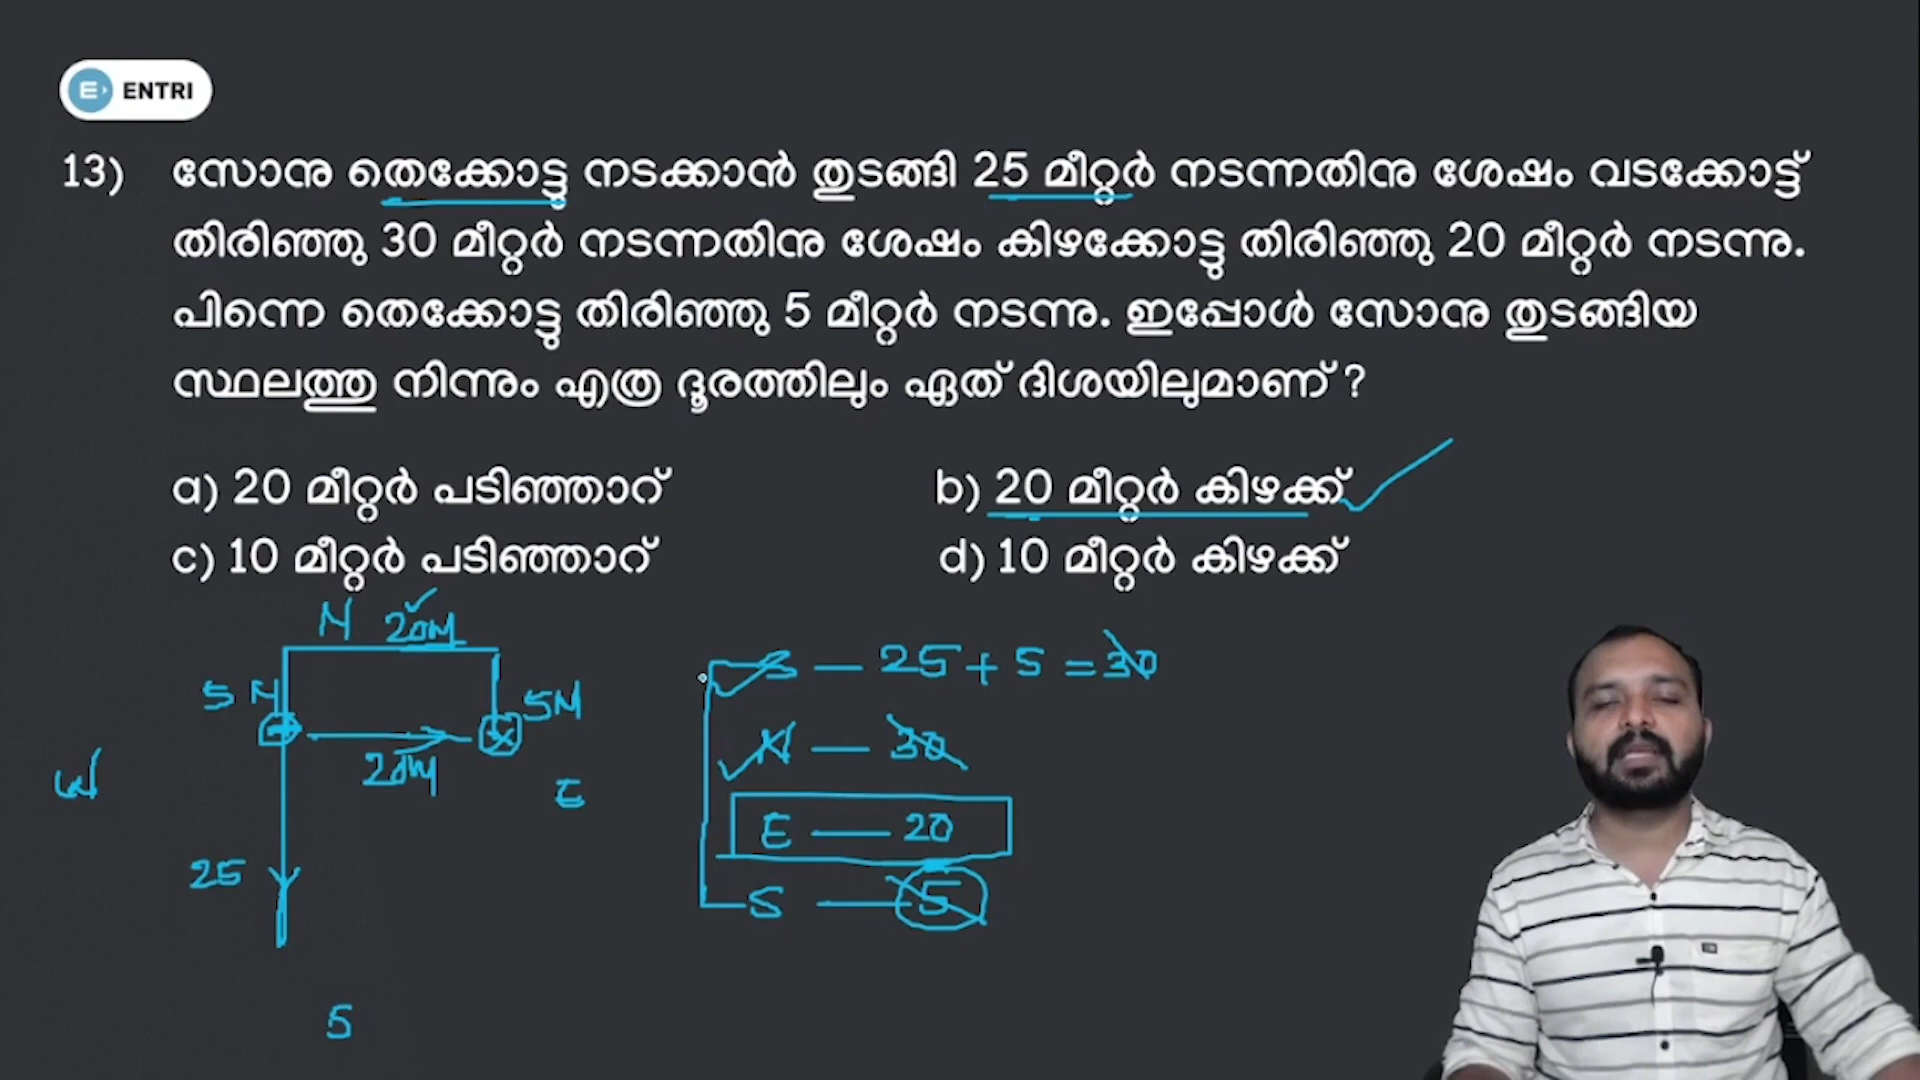 ENTRI
13) സോനു തെക്കോട്ടു നടക്കാൻ തുടങ്ങി 25 മീറ്റർ നടന്നതിനു ശേഷം വടക്കോട്ട്
തിരിഞ്ഞു 30 മീറ്റർ നടന്നതിനു ശേഷം കിഴക്കോട്ടു തിരിഞ്ഞു 20 മീറ്റർ നടന്നു.
പിന്നെ തെക്കോട്ടു തിരിഞ്ഞു 5 മീറ്റർ നടന്നു. ഇപ്പോൾ സോനു തുടങ്ങിയ
സ്ഥലത്തു നിന്നും എത്ര ദൂരത്തിലും ഏത് ദിശയിലുമാണ് ?
a) 20 മീറ്റർ പടിഞ്ഞാറ്
b) 20 മീറ്റർ കിഴക്ക്
c) 10 മീറ്റർ പടിഞ്ഞാറ്
d) 10 മീറ്റർ കിഴക്ക്
N 20M
5 M
5M
20M
W
E
25
S
S — 25 + 5 = 30
N — 30
E — 20
S — 5